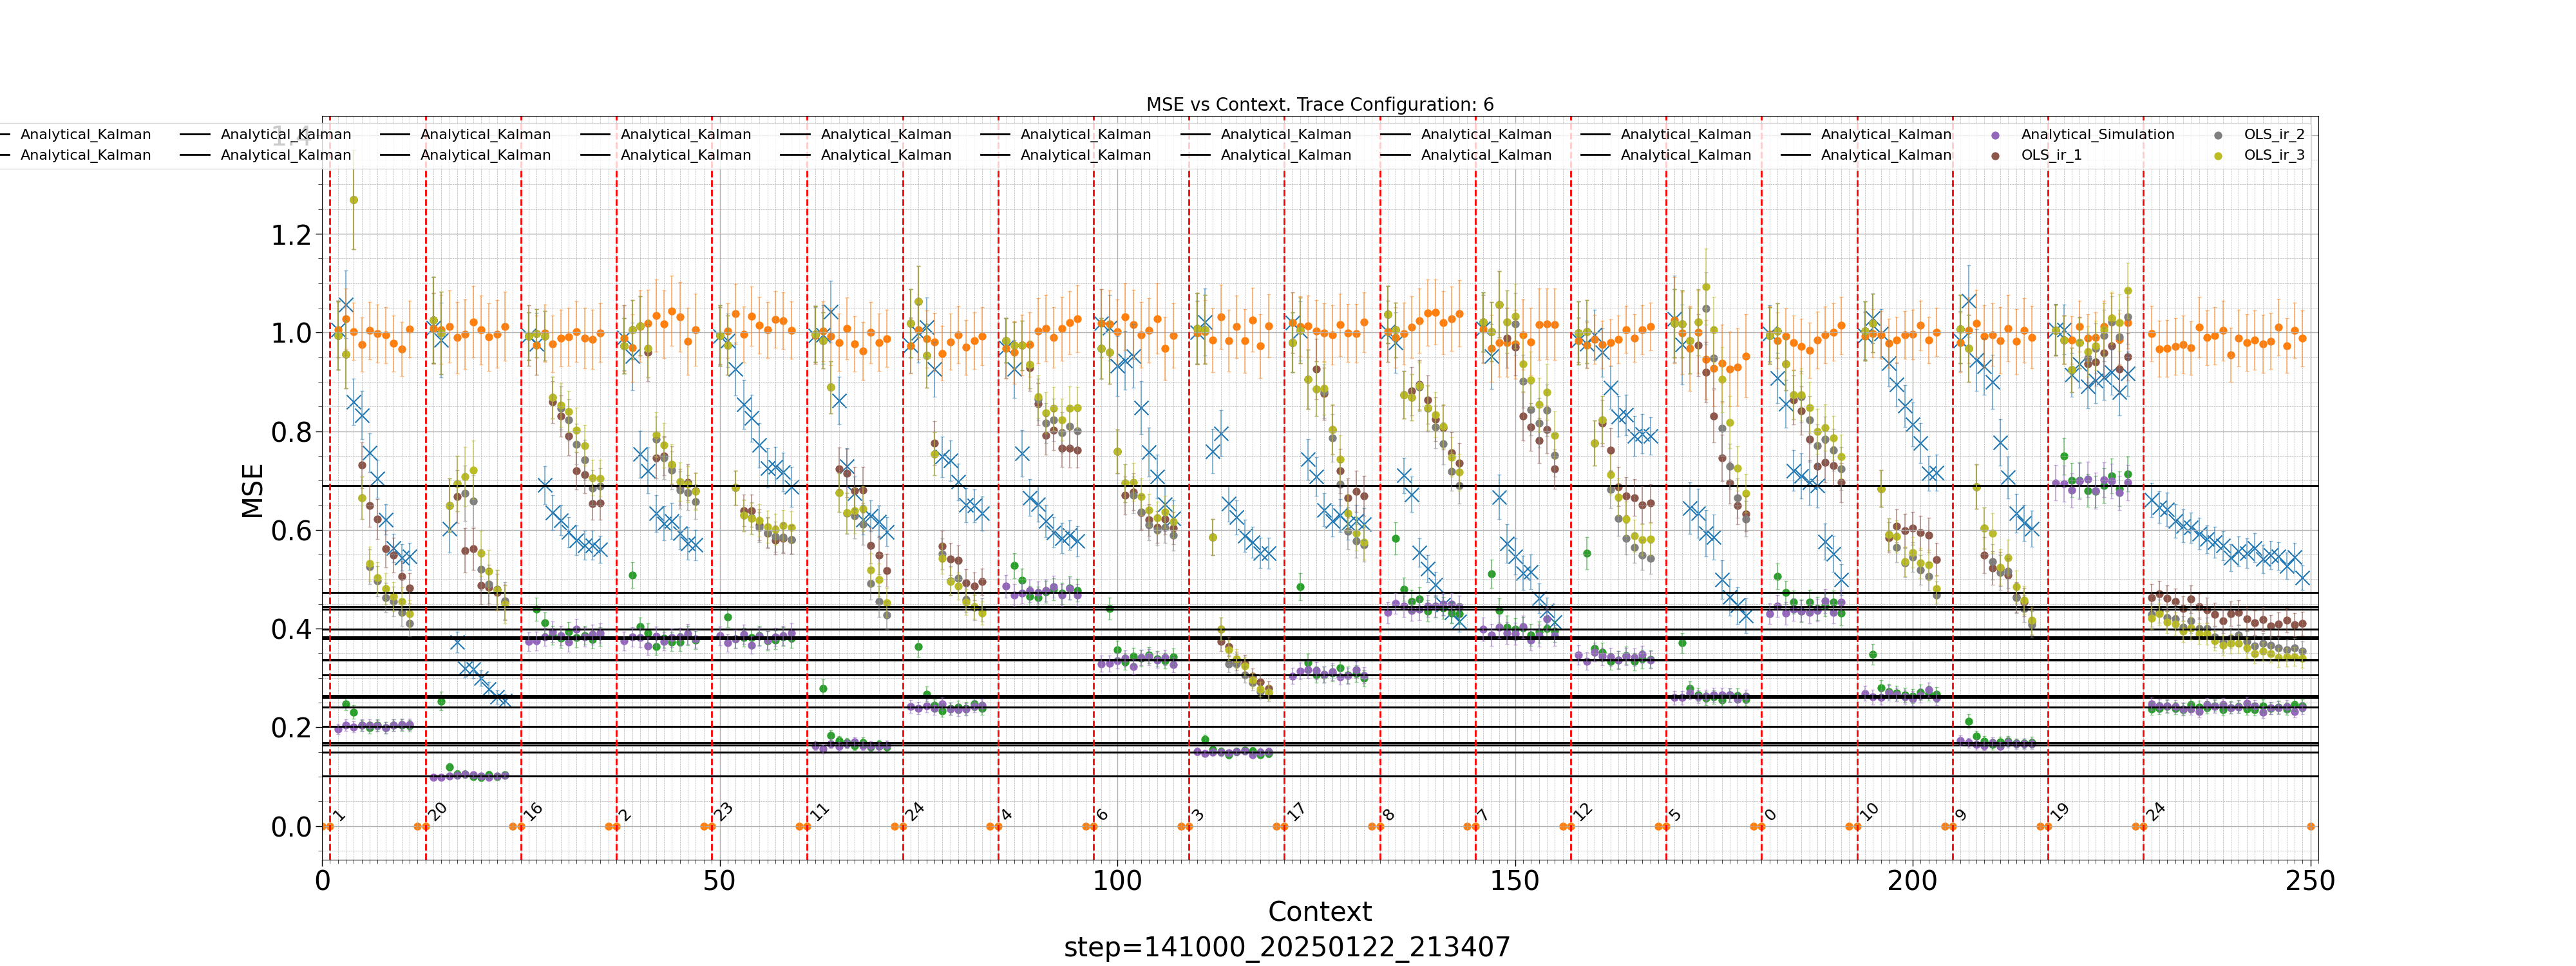 MSE vs Context. Trace Configuration: 6
Analytical_Kalman Analytical_Kalman Analytical_Kalman Analytical_Kalman Analytical_Kalman Analytical_Kalman Analytical_Kalman Analytical_Kalman Analytical_Kalman Analytical_Kalman Analytical_Simulation OLS_ir_2
Analytical_Kalman Analytical_Kalman Analytical_Kalman Analytical_Kalman Analytical_Kalman Analytical_Kalman Analytical_Kalman Analytical_Kalman Analytical_Kalman Analytical_Kalman OLS_ir_1 OLS_ir_3
1.4
1.2
1.0
0.8
0.6
0.4
0.2
0.0
MSE
1 20 16 2 23 11 24 4 6 3 17 8 7 12 5 0 10 9 19 24
0 50 100 150 200 250
Context
step=141000_20250122_213407